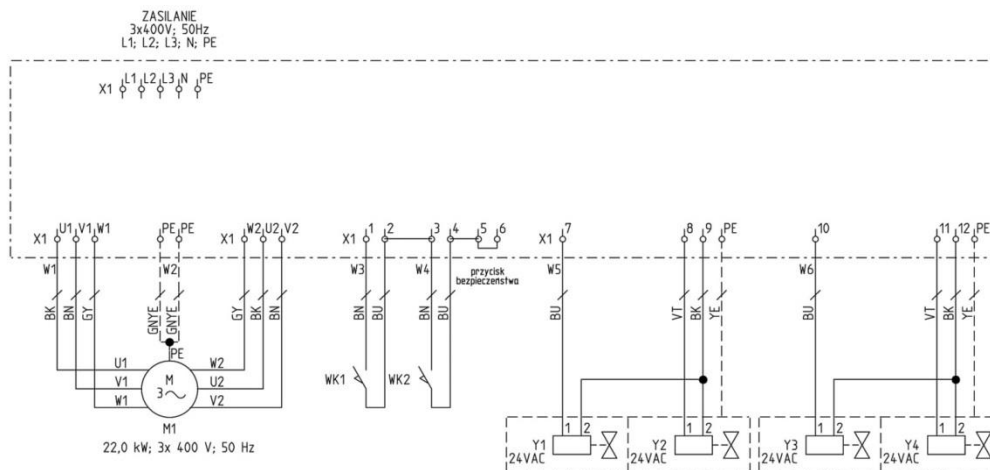 ZASILANIE
3x400V; 50Hz
L1; L2; L3; N; PE
X1 L1 L2 L3 N PE
X1 U1 V1 W1 PE PE X1 W2 U2 V2 X1 1 2 3 4 5 6 X1 7 8 9 PE 10 11 12 PE
W1 W2 W3 W4 przycisk W5 W6
bezpieczeństwa
BK BN GY GNYE GNYE GY BK BN BN BU BN BU BU VT BK YE BU VT BK YE
PE
U1 M W2
V1 3 U2
W1 V2
WK1 WK2
M1
22,0 kW; 3x 400 V; 50 Hz
1 2 1 2 1 2 1 2
Y1 Y2 Y3 Y4
24VAC 24VAC 24VAC 24VAC